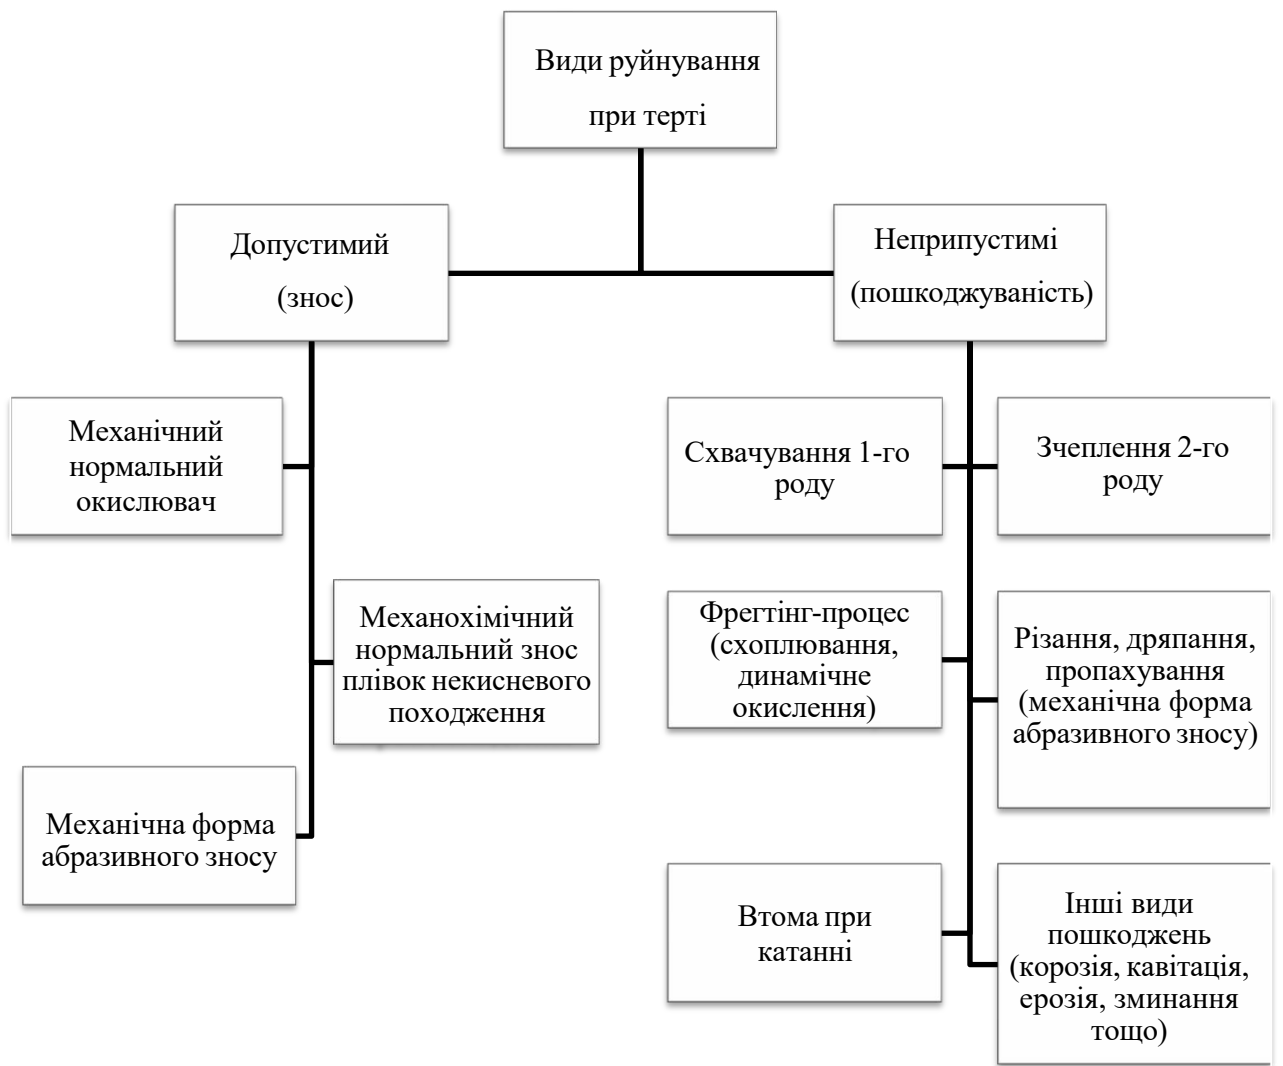 Види руйнування
при терті
Допустимий
(знос)
Неприпустимі
(пошкоджуваність)
Механічний
нормальний
окислювач
Механохімічний
нормальний знос
плівок некисневого
походження
Механічна форма
абразивного зносу
Схвачування 1-го
роду
Зчеплення 2-го
роду
Фрегтінг-процес
(схоплювання,
динамічне
окислення)
Різання, дряпання,
пропахування
(механічна форма
абразивного зносу)
Втома при
катанні
Інші види
пошкоджень
(корозія, кавітація,
ерозія, зминання
тощо)